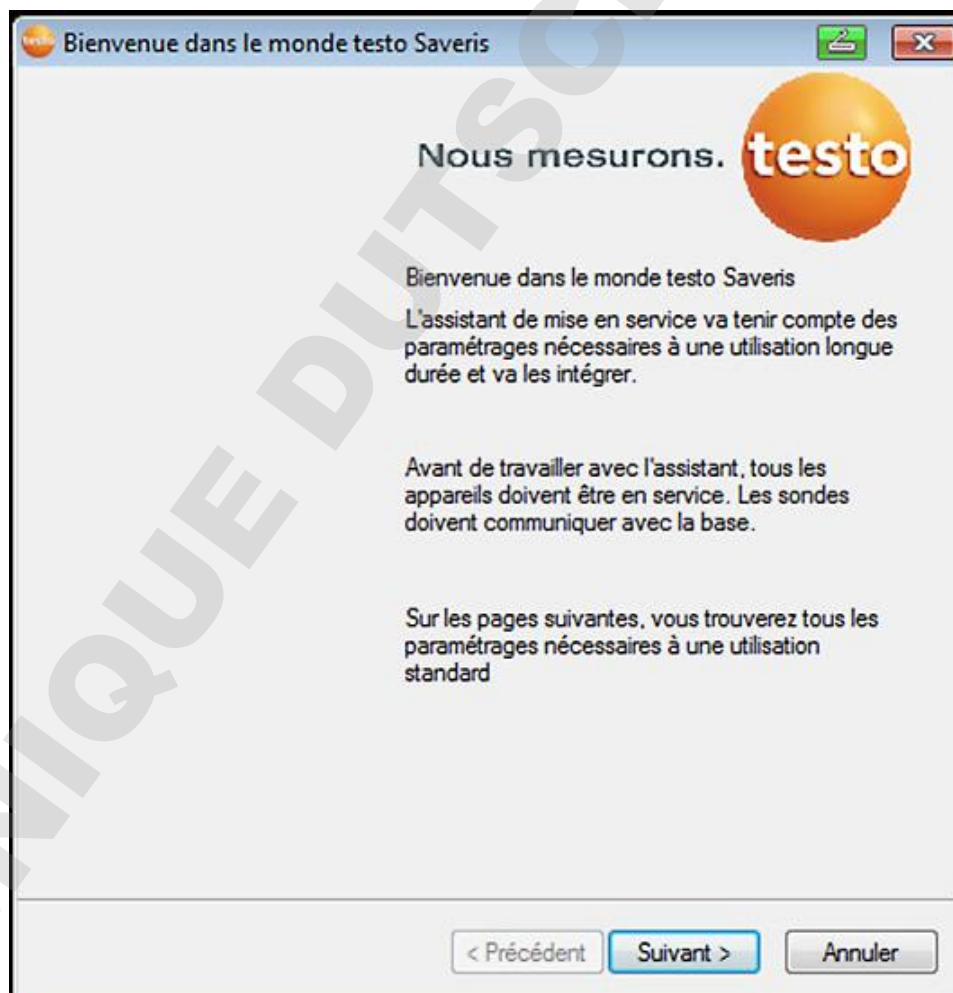 testo
Bienvenue dans le monde testo Saveris
Nous mesurons. testo
Bienvenue dans le monde testo Saveris
L'assistant de mise en service va tenir compte des
paramétrages nécessaires à une utilisation longue
durée et va les intégrer.
Avant de travailler avec l'assistant, tous les
appareils doivent être en service. Les sondes
doivent communiquer avec la base.
Sur les pages suivantes, vous trouverez tous les
paramétrages nécessaires à une utilisation
standard
< Précédent
Suivant >
Annuler
NIQUE DUTSC